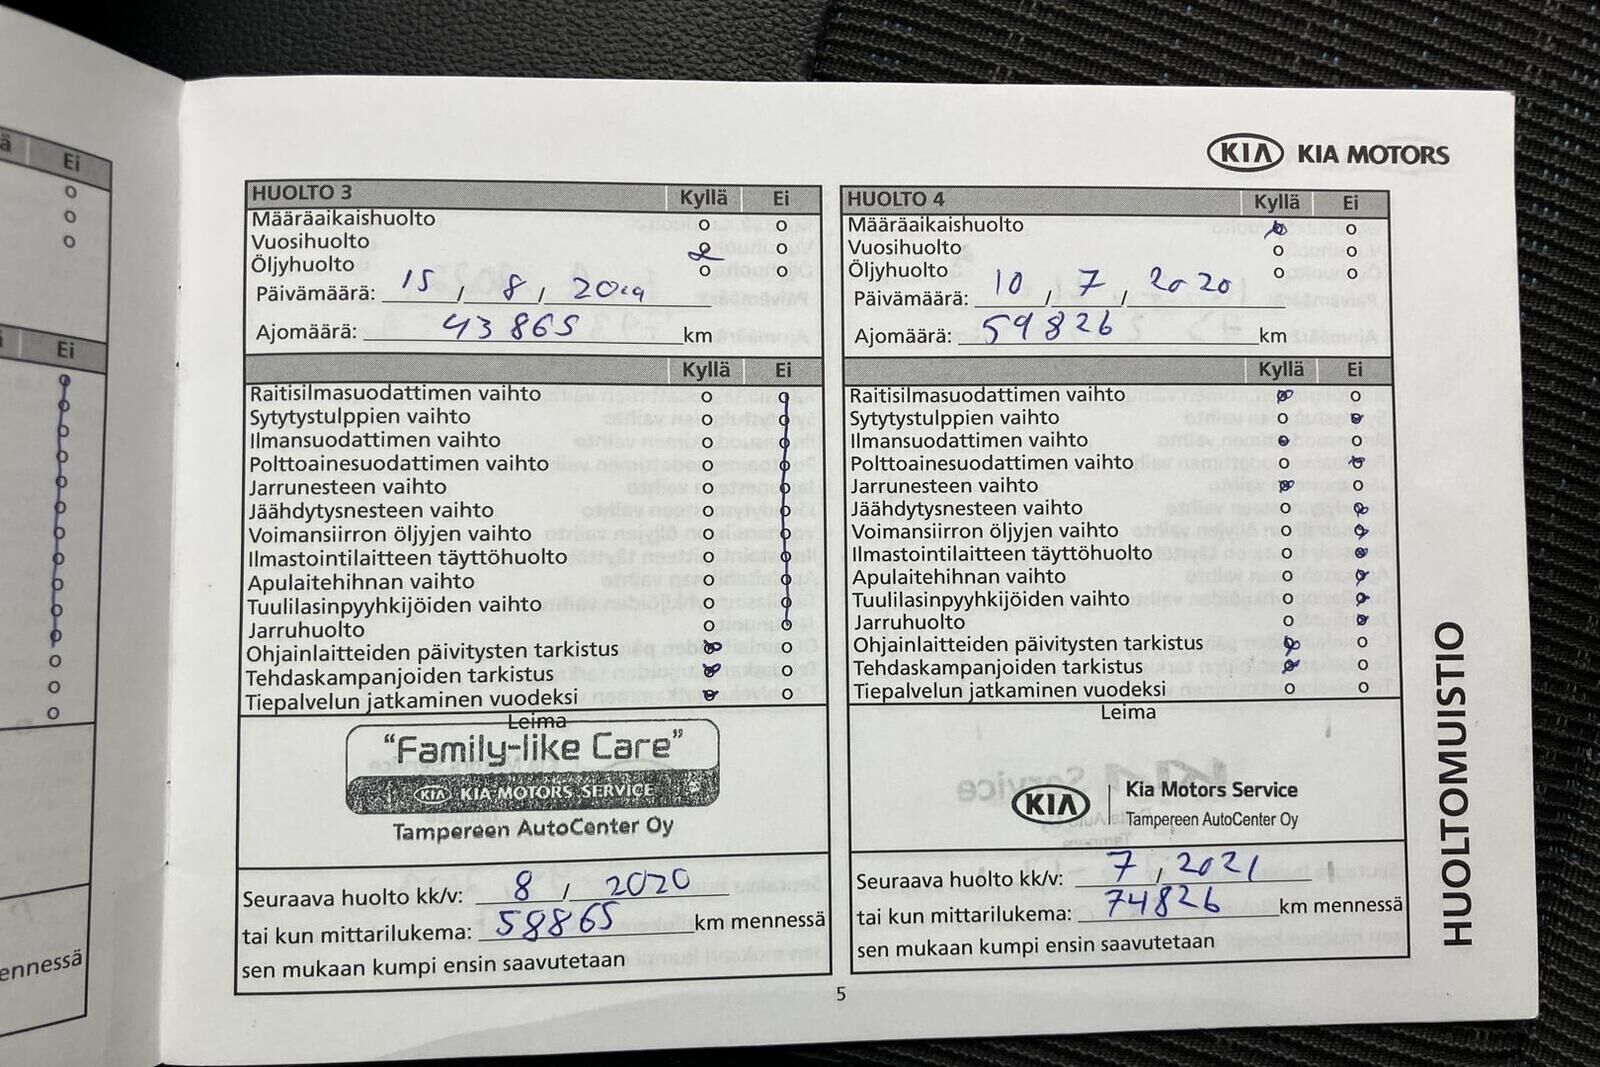 ä Ei
Ei
ennessä
KIA KIA MOTORS
HUOLTO 3 Kyllä Ei
Määräaikaishuolto
Vuosihuolto
Öljyhuolto
Päivämäärä: 15 / 8 / 2019
Ajomäärä: 43865 km
Kyllä Ei
Raitisilmasuodattimen vaihto
Sytytystulppien vaihto
Ilmansuodattimen vaihto
Polttoainesuodattimen vaihto
Jarrunesteen vaihto
Jäähdytysnesteen vaihto
Voimansiirron öljyjen vaihto
Ilmastointilaitteen täyttöhuolto
Apulaitehihnan vaihto
Tuulilasinpyyhkijöiden vaihto
Jarruhuolto
Ohjainlaitteiden päivitysten tarkistus
Tehdaskampanjoiden tarkistus
Tiepalvelun jatkaminen vuodeksi
Leima
"Family-like Care"
KIA KIA MOTORS SERVICE
Tampereen AutoCenter Oy
Seuraava huolto kk/v: 8 / 2020
tai kun mittarilukema: 58865 km mennessä
sen mukaan kumpi ensin saavutetaan
HUOLTO 4 Kyllä Ei
Määräaikaishuolto
Vuosihuolto
Öljyhuolto
Päivämäärä: 10 / 7 / 2020
Ajomäärä: 59826 km
Kyllä Ei
Raitisilmasuodattimen vaihto
Sytytystulppien vaihto
Ilmansuodattimen vaihto
Polttoainesuodattimen vaihto
Jarrunesteen vaihto
Jäähdytysnesteen vaihto
Voimansiirron öljyjen vaihto
Ilmastointilaitteen täyttöhuolto
Apulaitehihnan vaihto
Tuulilasinpyyhkijöiden vaihto
Jarruhuolto
Ohjainlaitteiden päivitysten tarkistus
Tehdaskampanjoiden tarkistus
Tiepalvelun jatkaminen vuodeksi
Leima
KIA Kia Motors Service
Tampereen AutoCenter Oy
Seuraava huolto kk/v: 7 / 2021
tai kun mittarilukema: 74826 km mennessä
sen mukaan kumpi ensin saavutetaan
HUOLTOMUISTIO
5